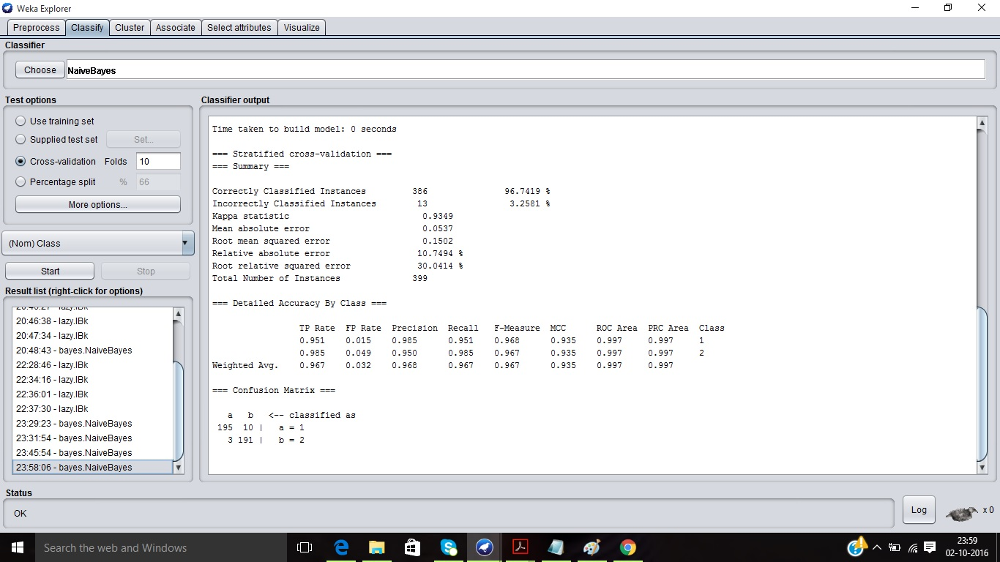 Weka Explorer
Preprocess Classify Cluster Associate Select attributes Visualize
Classifier
Choose NaiveBayes
Test options
Use training set
Supplied test set Set...
Cross-validation Folds 10
Percentage split % 66
More options...
(Nom) Class
Start Stop
Result list (right-click for options)
20:46:38 - lazy.IBk
20:47:34 - lazy.IBk
20:48:43 - bayes.NaiveBayes
22:28:46 - lazy.IBk
22:34:16 - lazy.IBk
22:36:01 - lazy.IBk
22:37:30 - lazy.IBk
23:29:23 - bayes.NaiveBayes
23:31:54 - bayes.NaiveBayes
23:45:54 - bayes.NaiveBayes
23:58:06 - bayes.NaiveBayes
Classifier output
Time taken to build model: 0 seconds
=== Stratified cross-validation ===
=== Summary ===
Correctly Classified Instances 386 96.7419 %
Incorrectly Classified Instances 13 3.2581 %
Kappa statistic 0.9349
Mean absolute error 0.0537
Root mean squared error 0.1502
Relative absolute error 10.7494 %
Root relative squared error 30.0414 %
Total Number of Instances 399
=== Detailed Accuracy By Class ===
TP Rate FP Rate Precision Recall F-Measure MCC ROC Area PRC Area Class
0.951 0.015 0.985 0.951 0.968 0.935 0.997 0.997 1
0.985 0.049 0.950 0.985 0.967 0.935 0.997 0.997 2
Weighted Avg. 0.967 0.032 0.968 0.967 0.967 0.935 0.997 0.997
=== Confusion Matrix ===
a b <-- classified as
195 10 | a = 1
3 191 | b = 2
Status
OK
Log x 0
Search the web and Windows
23:59
02-10-2016